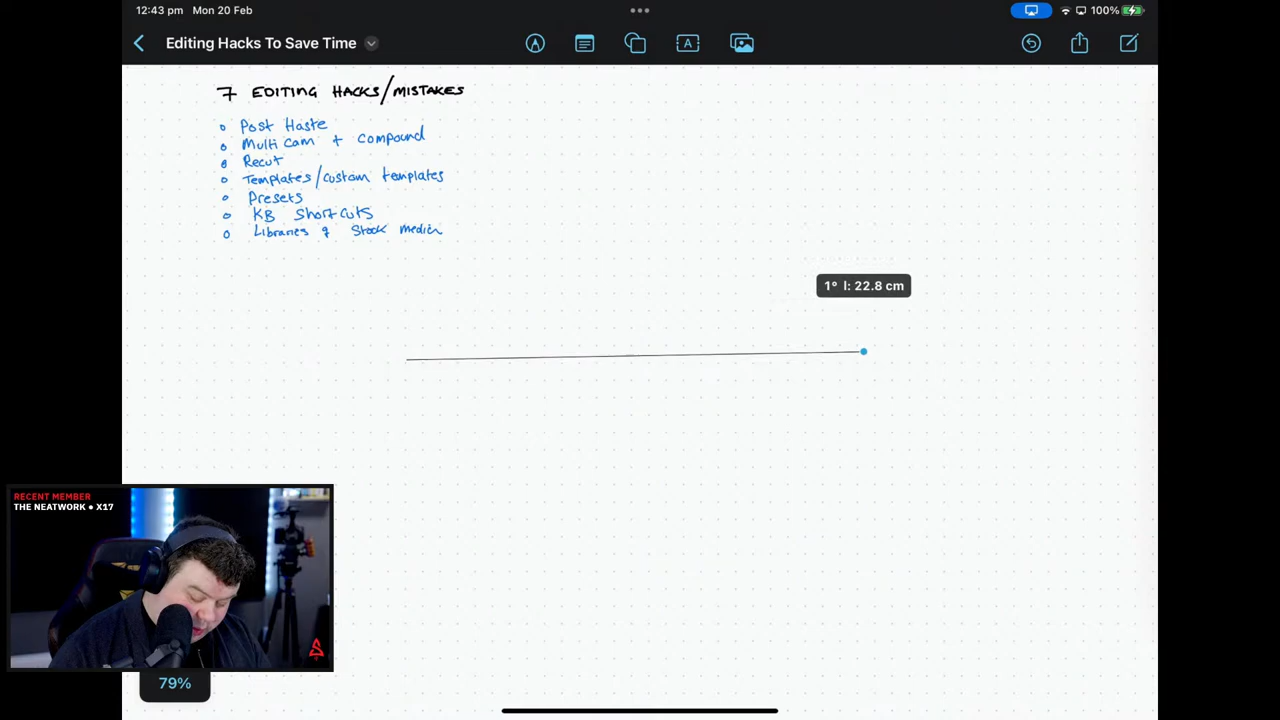 12:43 pm Mon 20 Feb
100%
Editing Hacks To Save Time
7 EDITING HACKS/MISTAKES
Post Haste
Multi cam + compound
Recut
Templates/custom templates
Presets
KB Shortcuts
Libraries & Stock media
1° l: 22.8 cm
RECENT MEMBER
THE NEATWORK ● X17
79%